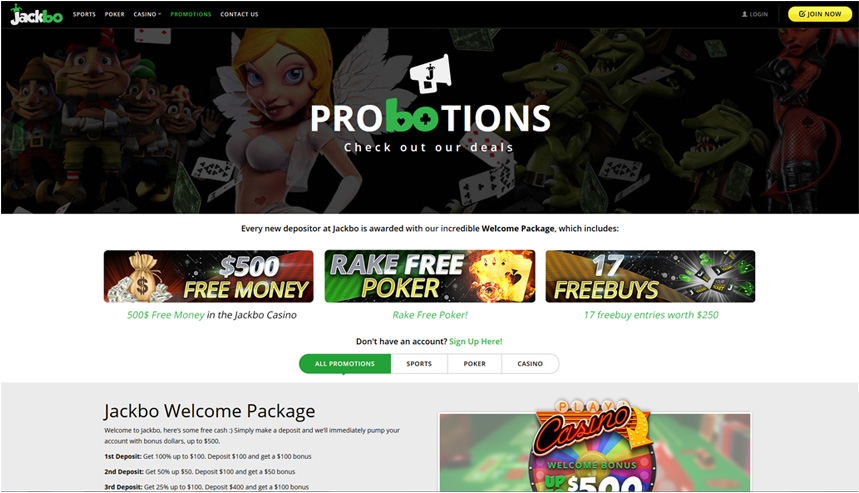 Jackbo SPORTS POKER CASINO PROMOTIONS CONTACT US LOGIN JOIN NOW
J
PROboTIONS
Check out our deals
Every new depositor at Jackbo is awarded with our incredible Welcome Package, which includes:
$500
FREE MONEY
RAKE FREE
POKER
17
FREEBUYS
500$ Free Money in the Jackbo Casino
Rake Free Poker!
17 freebuy entries worth $250
Don't have an account? Sign Up Here!
ALL PROMOTIONS SPORTS POKER CASINO
Jackbo Welcome Package
Welcome to Jackbo, here's some free cash :) Simply make a deposit and we'll immediately pump your
account with bonus dollars, up to $500.
1st Deposit: Get 100% up to $100. Deposit $100 and get a $100 bonus
2nd Deposit: Get 50% up $50. Deposit $100 and get a $50 bonus
3rd Deposit: Get 25% up to $100. Deposit $400 and get a $100 bonus
PLAY
Casino
WELCOME BONUS
UP
$500